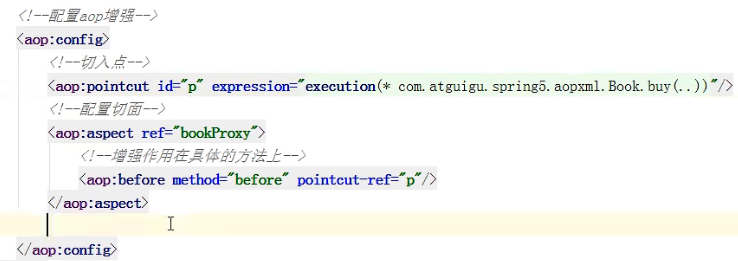 <!--配置aop增强-->
<aop:config>
<!--切入点-->
<aop:pointcut id="p" expression="execution(* com.atguigu.spring5.aopxml.Book.buy(..))"/>
<!--配置切面-->
<aop:aspect ref="bookProxy">
<!--增强作用在具体的方法上-->
<aop:before method="before" pointcut-ref="p"/>
</aop:aspect>
</aop:config>